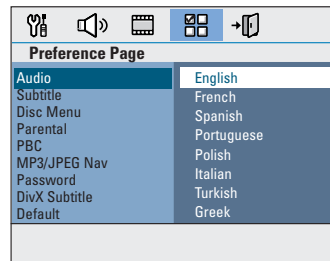 Preference Page
Audio
Subtitle
Disc Menu
Parental
PBC
MP3/JPEG Nav
Password
DivX Subtitle
Default
English
French
Spanish
Portuguese
Polish
Italian
Turkish
Greek